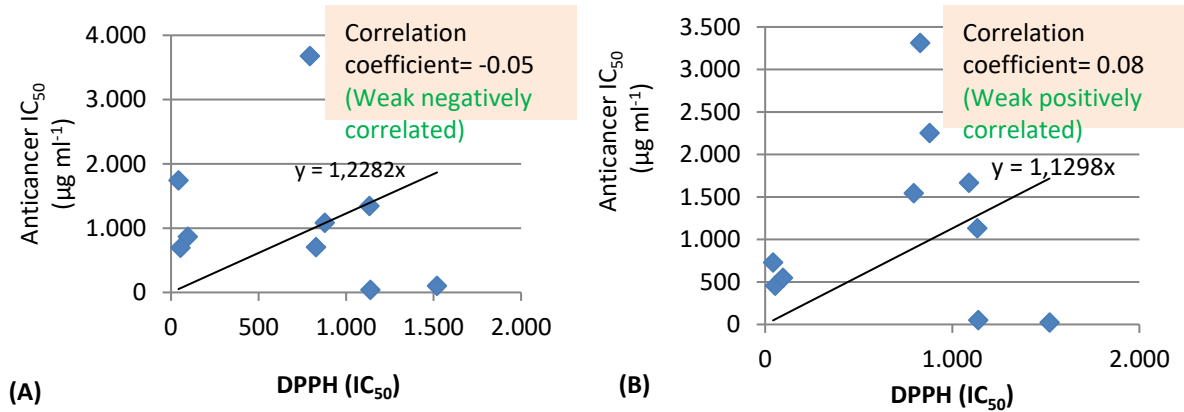 4.000
3.000
2.000
1.000
0
0
500
1.000
1.500
2.000
Anticancer IC50
(µg ml-1)
DPPH (IC50)
Correlation
coefficient= -0.05
(Weak negatively
correlated)
y = 1,2282x
(A)
3.500
3.000
2.500
2.000
1.500
1.000
500
0
0
1.000
2.000
Anticancer IC50
(µg ml-1)
DPPH (IC50)
Correlation
coefficient= 0.08
(Weak positively
correlated)
y = 1,1298x
(B)